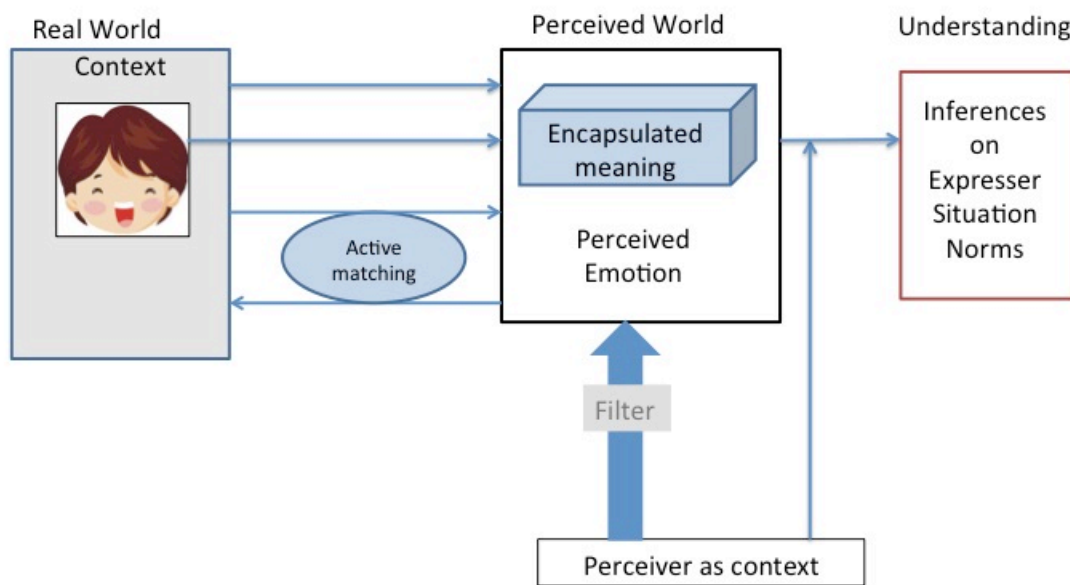 Real World
Context
Active
matching
Perceived World
Encapsulated
meaning
Perceived
Emotion
Filter
Perceiver as context
Understanding
Inferences
on
Expresser
Situation
Norms